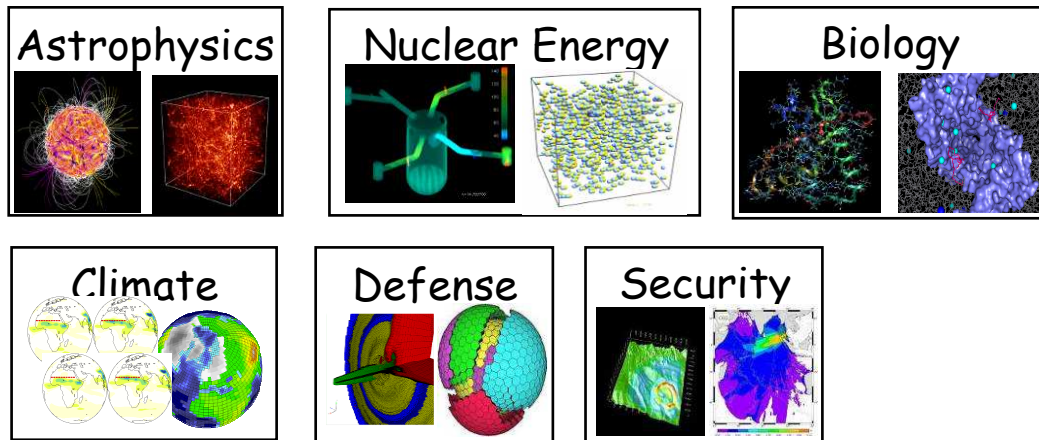 Astrophysics
Nuclear Energy
Biology
Climate
Defense
Security